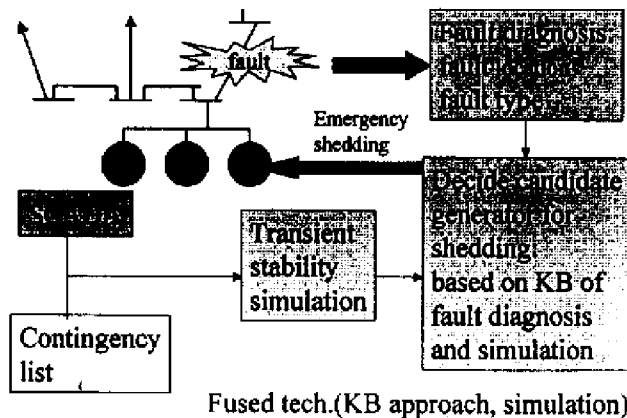 fault
Fault diagnosis
fault
fault type
Emergency
shedding
Decide candidate
generator for
shedding
based on KB of
fault diagnosis
and simulation
Transient
stability
simulation
Contingency
list
Fused tech.(KB approach, simulation)